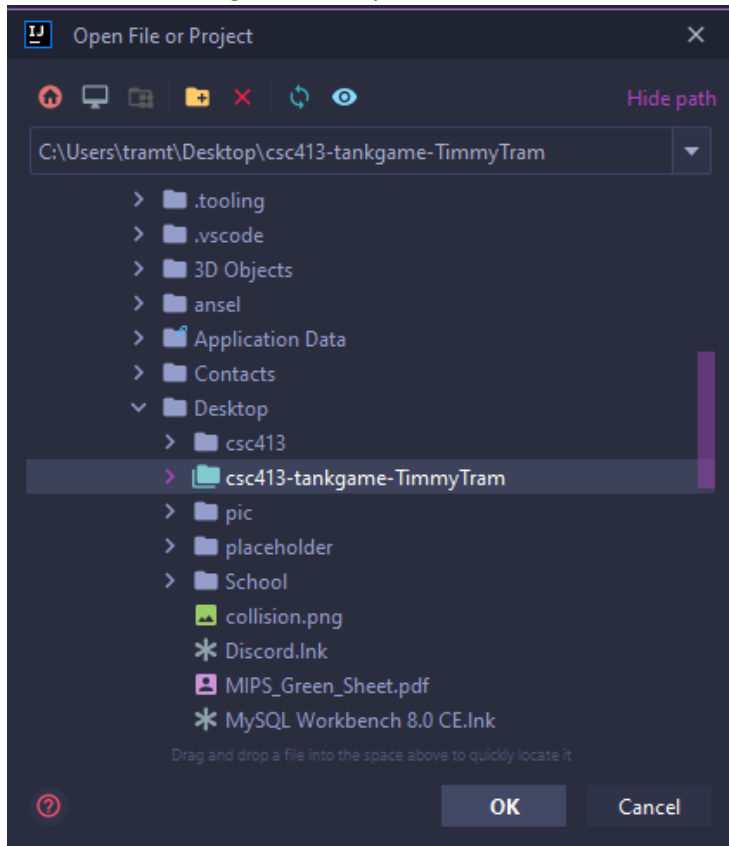 IJ Open File or Project
Hide path
C:\Users\tramt\Desktop\csc413-tankgame-TimmyTram
.tooling
.vscode
3D Objects
ansel
Application Data
Contacts
Desktop
csc413
csc413-tankgame-TimmyTram
pic
placeholder
School
collision.png
Discord.lnk
MIPS_Green_Sheet.pdf
MySQL Workbench 8.0 CE.lnk
Drag and drop a file into the space above to quickly locate it
OK Cancel